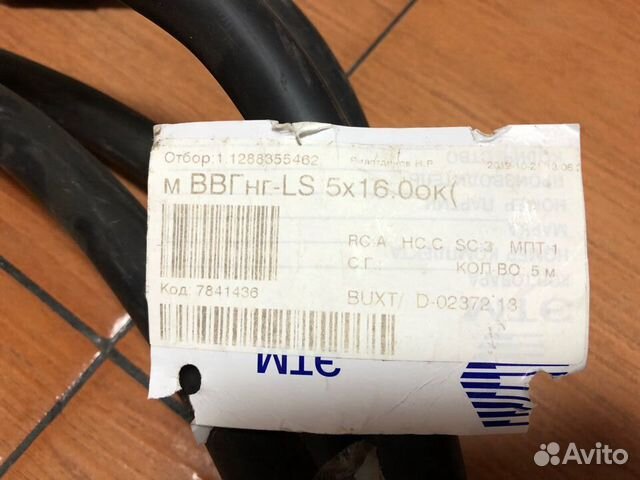 Отбор:1.1288355462
м ВВГнг-LS 5х16.0ок(
RC:A HC:C SC:3 МПТ:1
С.Г.: КОЛ-ВО: 5 м
Код: 7841436
BUXT/ D-02372 13
ЭТМ
Avito